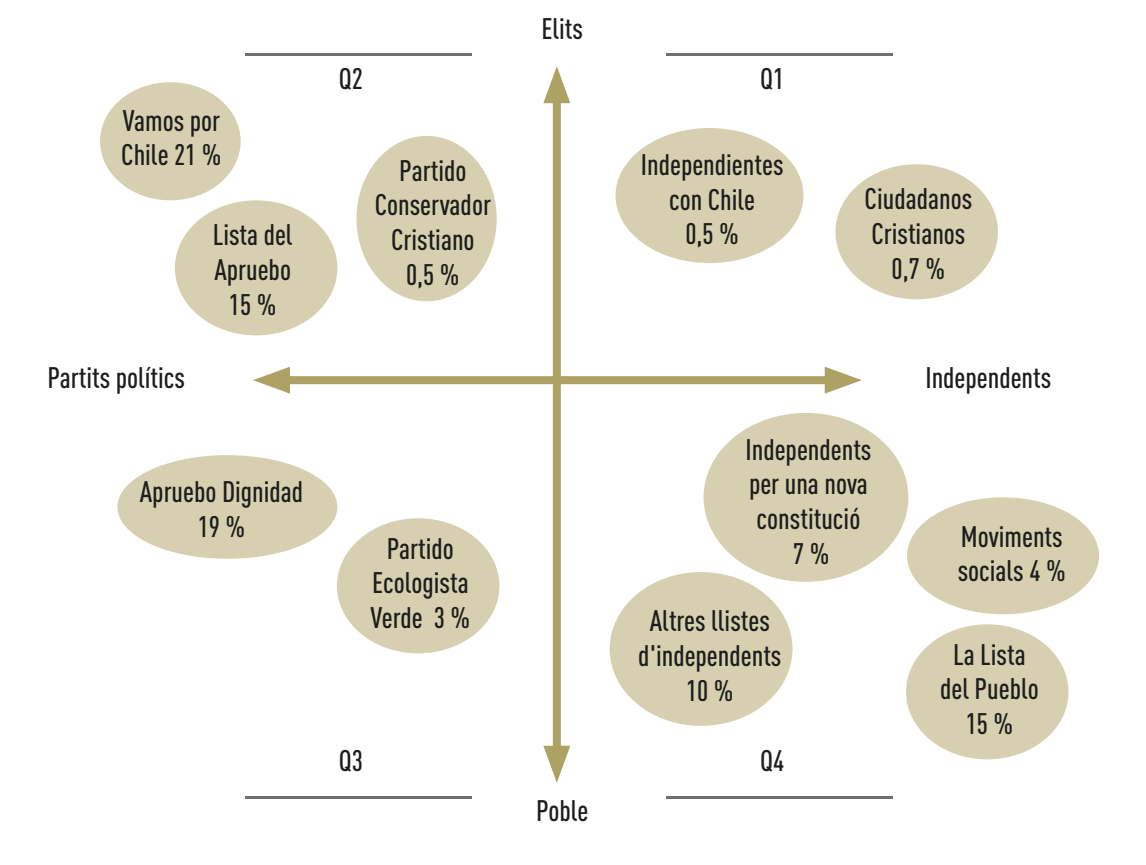 Elits
Q2
Q1
Vamos por
Chile 21 %
Partido
Conservador
Cristiano
0,5 %
Lista del
Apruebo
15 %
Independientes
con Chile
0,5 %
Ciudadanos
Cristianos
0,7 %
Partits polítics
Independents
Apruebo Dignidad
19 %
Partido
Ecologista
Verde 3 %
Independents
per una nova
constitució
7 %
Moviments
socials 4 %
Altres llistes
d'independents
10 %
La Lista
del Pueblo
15 %
Q3
Q4
Poble